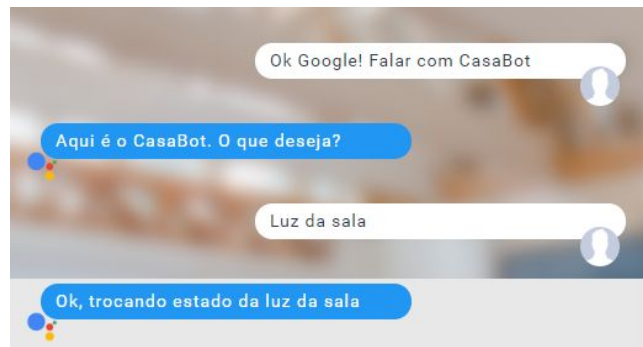 Ok Google! Falar com CasaBot
Aqui é o CasaBot. O que deseja?
Luz da sala
Ok, trocando estado da luz da sala